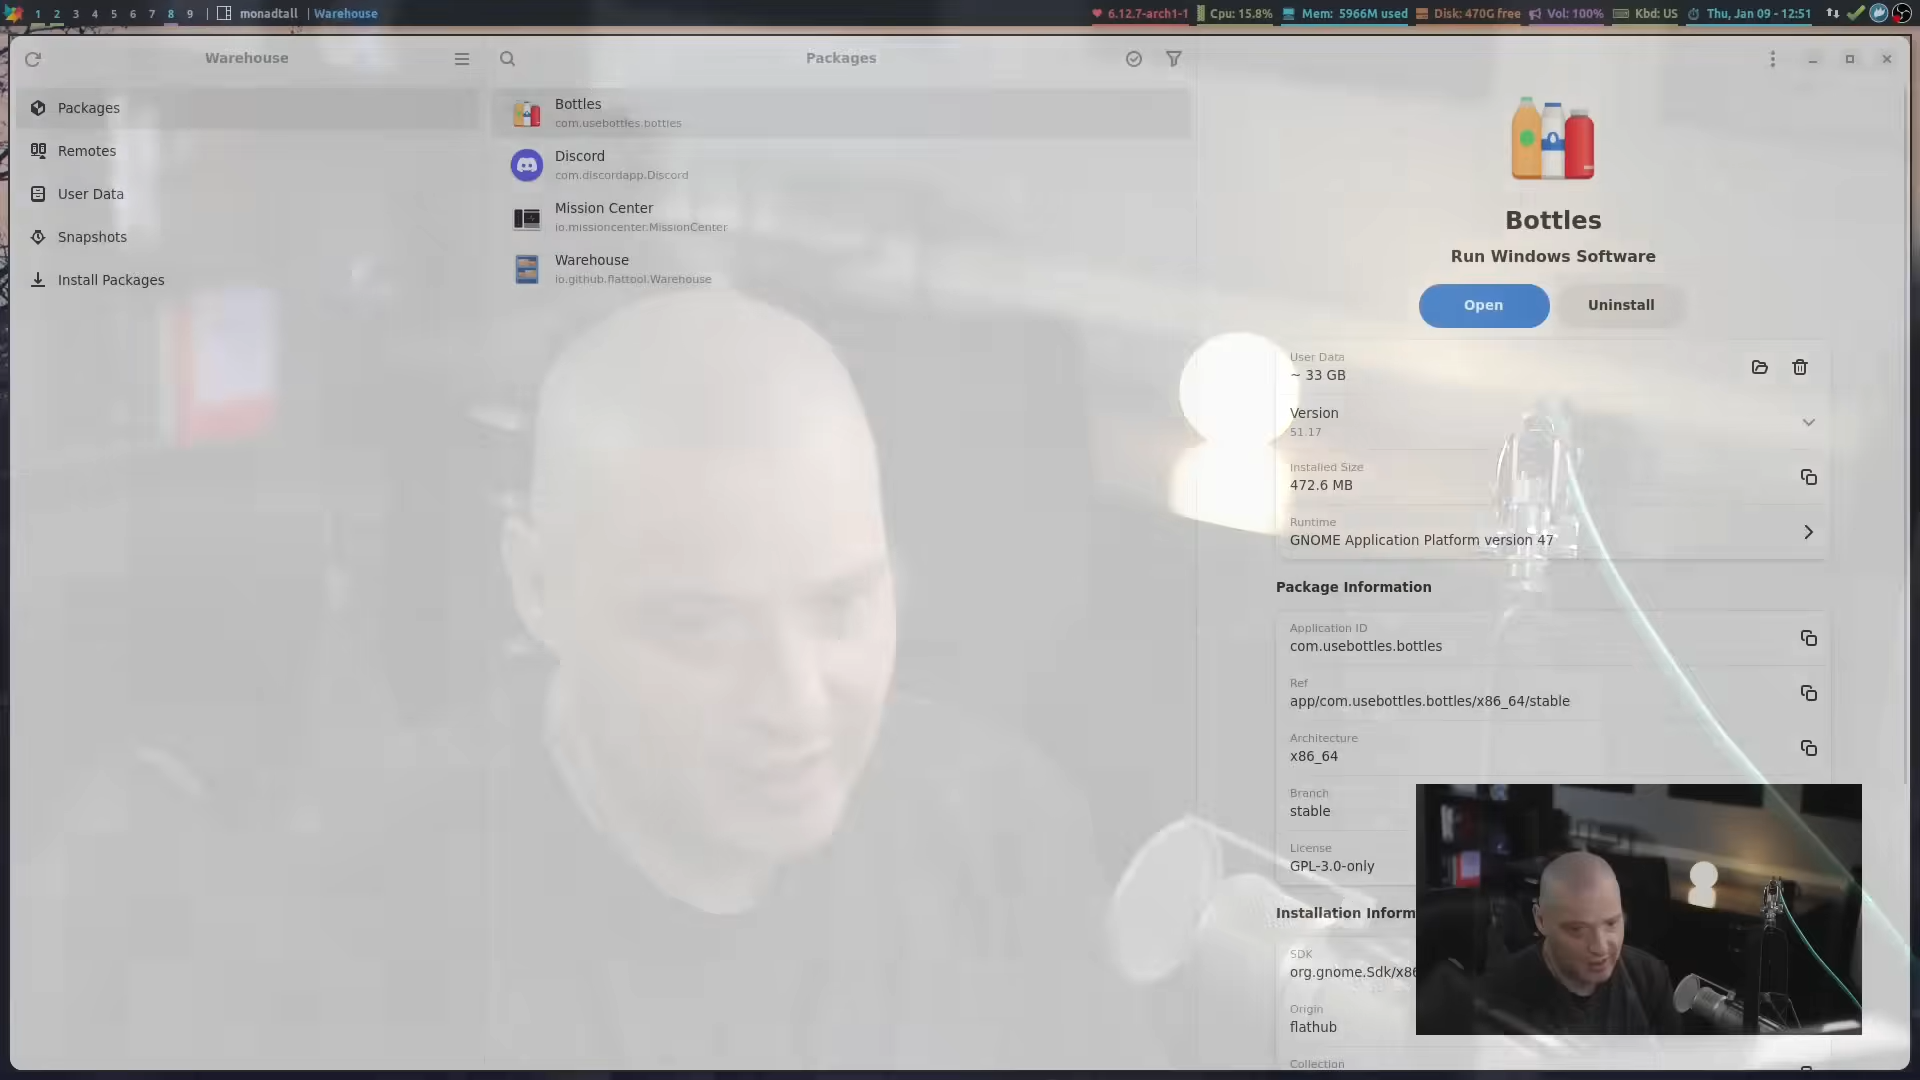 1 2 3 4 5 6 7 8 9 | monadtall | Warehouse
6.12.7-arch1-1 Cpu: 15.8% Mem: 5966M used Disk: 470G free Vol: 100% Kbd: US Thu, Jan 09 - 12:51
Warehouse
Packages
Remotes
User Data
Snapshots
Install Packages
Packages
Bottles
com.usebottles.bottles
Discord
com.discordapp.Discord
Mission Center
io.missioncenter.MissionCenter
Warehouse
io.github.flattool.Warehouse
Bottles
Run Windows Software
Open Uninstall
User Data
~ 33 GB
Version
51.17
Installed Size
472.6 MB
Runtime
GNOME Application Platform version 47
Package Information
Application ID
com.usebottles.bottles
Ref
app/com.usebottles.bottles/x86_64/stable
Architecture
x86_64
Branch
stable
License
GPL-3.0-only
Installation Inform
SDK
org.gnome.Sdk/x86
Origin
flathub
Collection